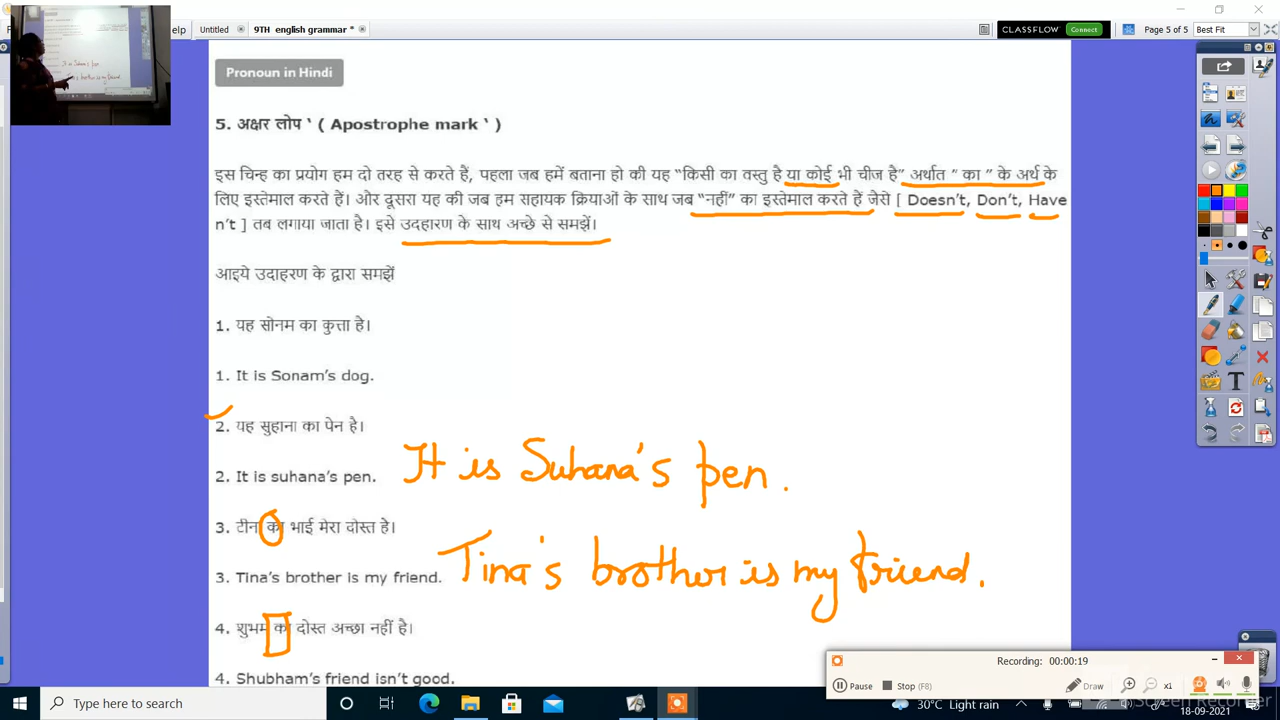 elp
Untitled
9TH english grammar *
CLASSFLOW
Connect
Page 5 of 5
Best Fit
Pronoun in Hindi
5. अक्षर लोप ‛ ( Apostrophe mark ‛ )
इस चिन्ह का प्रयोग हम दो तरह से करते हैं, पहला जब हमें बताना हो की यह “किसी का वस्तु है या कोई भी चीज है” अर्थात “ का ” के अर्थ के
लिए इस्तेमाल करते हैं। और दूसरा यह की जब हम सहायक क्रियाओं के साथ जब “नहीं” का इस्तेमाल करते हैं जैसे [ Doesn’t, Don’t, Have
n’t ] तब लगाया जाता है। इसे उदहारण के साथ अच्छे से समझें।
आइये उदाहरण के द्वारा समझें
1. यह सोनम का कुत्ता है।
1. It is Sonam’s dog.
2. यह सुहाना का पेन है।
2. It is suhana’s pen.
It is Suhana's pen.
3. टीन का भाई मेरा दोस्त है।
3. Tina’s brother is my friend.
Tina's brother is my friend.
4. शुभम का दोस्त अच्छा नहीं है।
4. Shubham’s friend isn’t good.
Recording: 00:00:19
Pause
Stop (F8)
Draw
x1
Screen Recorder
Type here to search
30°C Light rain
18-09-2021